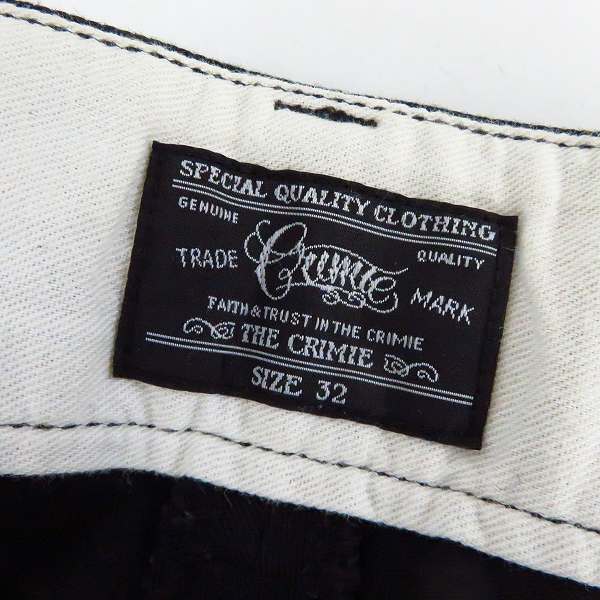 SPECIAL QUALITY CLOTHING
GENUINE QUALITY
TRADE Crimie MARK
FAITH & TRUST IN THE CRIMIE
THE CRIMIE
SIZE 32